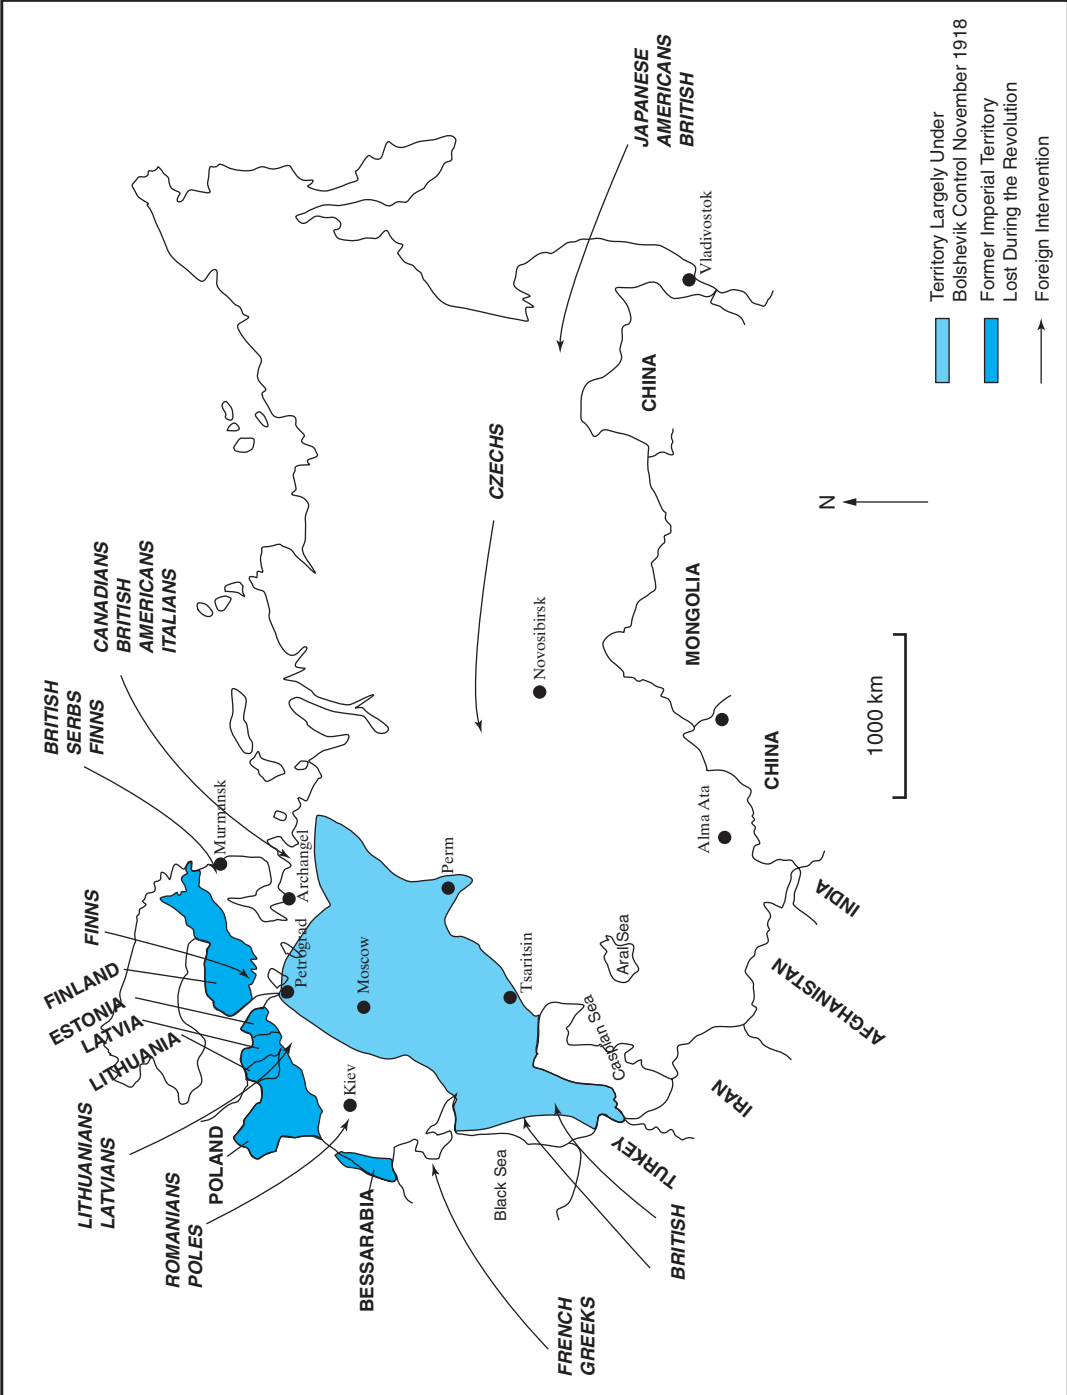 BRITISH
SERBS
FINNS
CANADIANS
BRITISH
AMERICANS
ITALIANS
JAPANESE
AMERICANS
BRITISH
CZECHS
FINNS
FINLAND
ESTONIA
LATVIA
LITHUANIA
LITHUANIANS
LATVIANS
POLAND
ROMANIANS
POLES
BESSARABIA
FRENCH
GREEKS
BRITISH
Murmansk
Archangel
Petrograd
Moscow
Perm
Kiev
Tsaritsin
Novosibirsk
Vladivostok
Alma Ata
Black Sea
Caspian Sea
Aral Sea
TURKEY
IRAN
AFGHANISTAN
INDIA
CHINA
MONGOLIA
CHINA
N
1000 km
Territory Largely Under
Bolshevik Control November 1918
Former Imperial Territory
Lost During the Revolution
Foreign Intervention